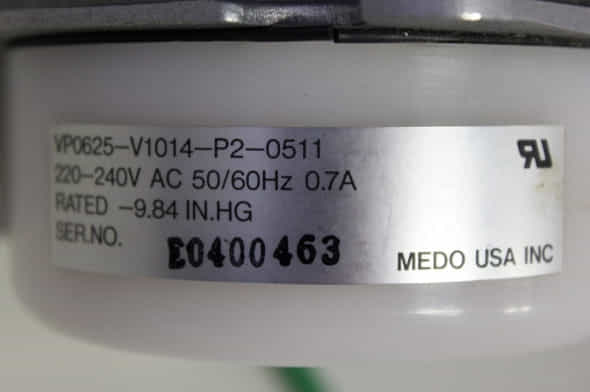 VP0625-V1014-P2-0511
220-240V AC 50/60Hz 0.7A
RATED -9.84 IN.HG
SER.NO. E0400463
MEDO USA INC